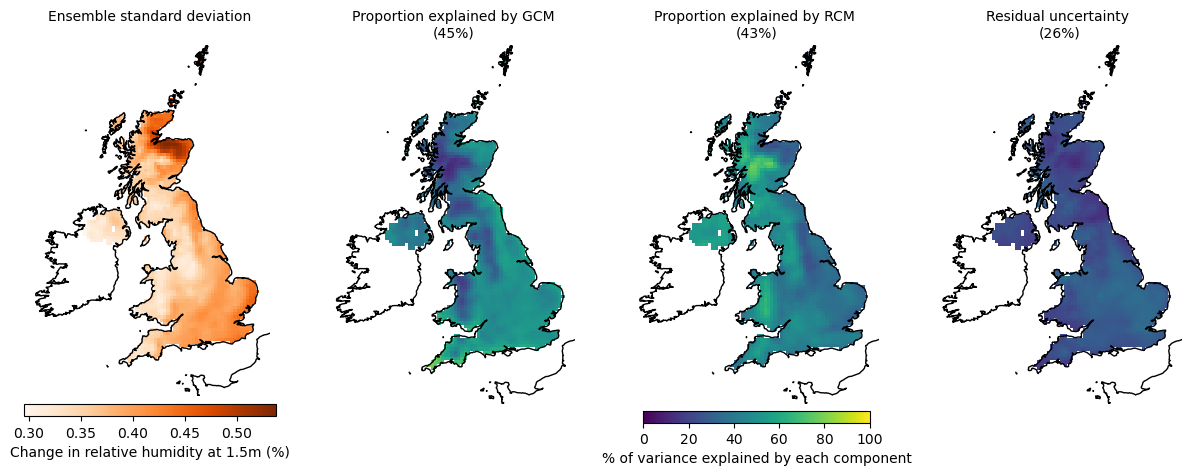 Ensemble standard deviation
Proportion explained by GCM
(45%)
Proportion explained by RCM
(43%)
Residual uncertainty
(26%)
0.30 0.35 0.40 0.45 0.50
Change in relative humidity at 1.5m (%)
0 20 40 60 80 100
% of variance explained by each component